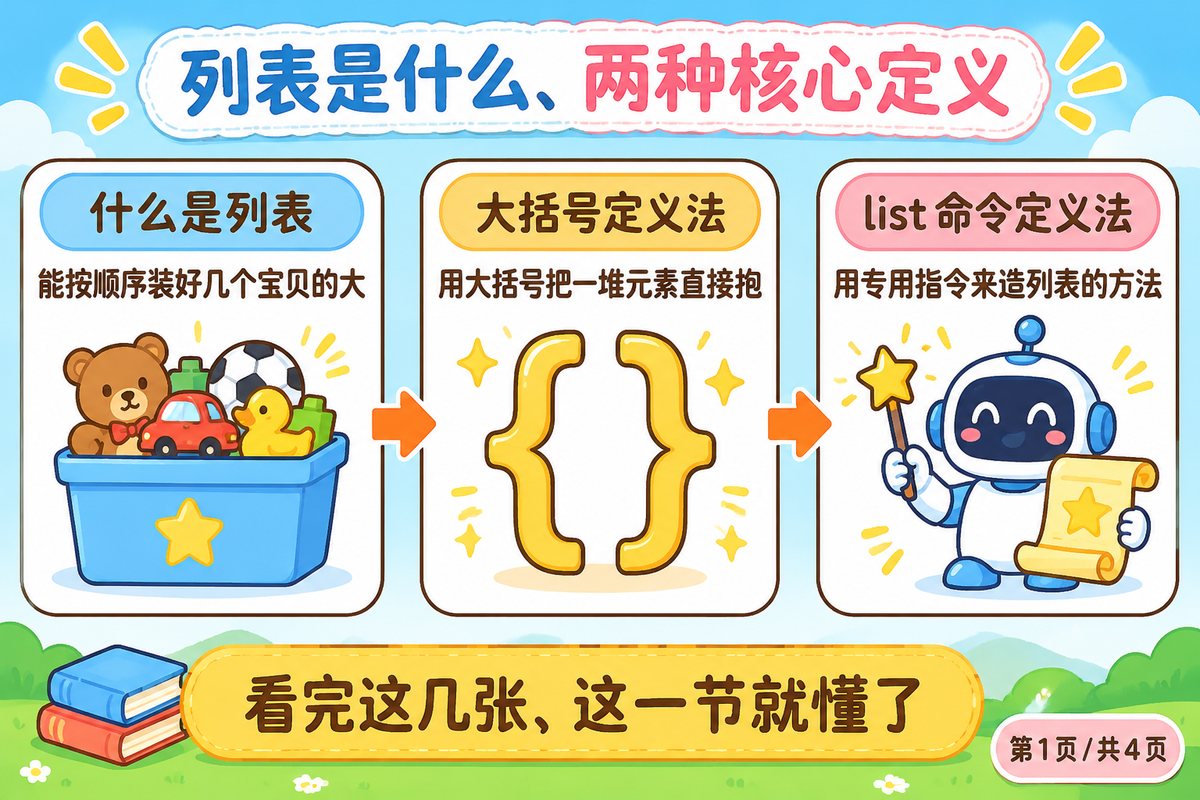 列表是什么、两种核心定义
什么是列表
能按顺序装好几个宝贝的大
大括号定义法
用大括号把一堆元素直接抱
{ }
list 命令定义法
用专用指令来造列表的方法
看完这几张、这一节就懂了
第1页/共4页